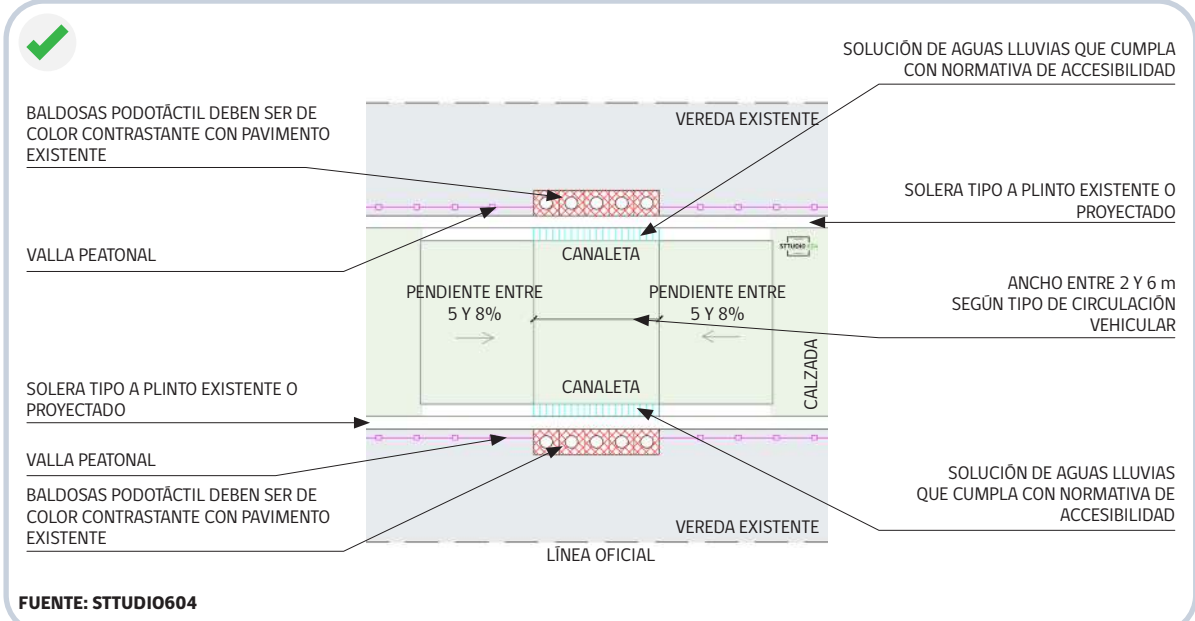 SOLUCIÓN DE AGUAS LLUVIAS QUE CUMPLA
CON NORMATIVA DE ACCESIBILIDAD
BALDOSAS PODOTÁCTIL DEBEN SER DE
COLOR CONTRASTANTE CON PAVIMENTO
EXISTENTE
VEREDA EXISTENTE
SOLERA TIPO A PLINTO EXISTENTE O
PROYECTADO
VALLA PEATONAL
CANALETA
STTUDIO 604
PENDIENTE ENTRE
5 Y 8%
PENDIENTE ENTRE
5 Y 8%
ANCHO ENTRE 2 Y 6 m
SEGÚN TIPO DE CIRCULACIÓN
VEHICULAR
CALZADA
SOLERA TIPO A PLINTO EXISTENTE O
PROYECTADO
CANALETA
VALLA PEATONAL
BALDOSAS PODOTÁCTIL DEBEN SER DE
COLOR CONTRASTANTE CON PAVIMENTO
EXISTENTE
SOLUCIÓN DE AGUAS LLUVIAS
QUE CUMPLA CON NORMATIVA DE
ACCESIBILIDAD
VEREDA EXISTENTE
LÍNEA OFICIAL
FUENTE: STTUDIO604